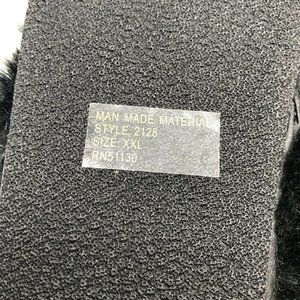 MAN MADE MATERIAL
STYLE: 2128
SIZE: XXL
RN51130